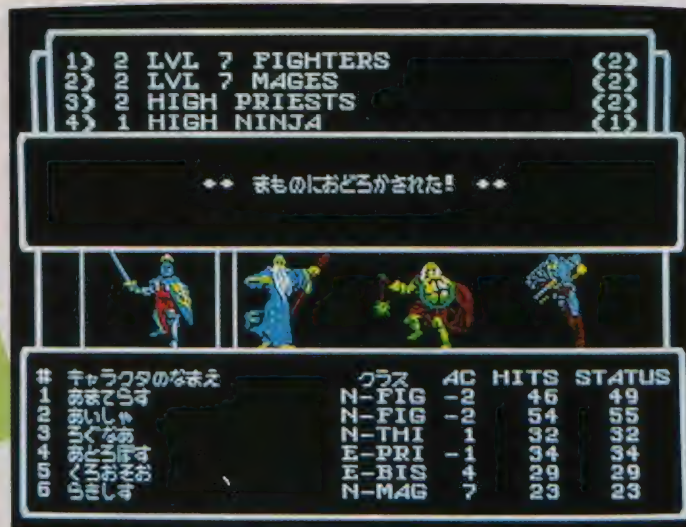 1) 2 LVL 7 FIGHTERS (2)
2) 2 LVL 7 MAGES (2)
3) 2 HIGH PRIESTS (2)
4) 1 HIGH NINJA (1)
** まものにおどろかされた! **
# キャラクタのなまえ クラス AC HITS STATUS
1 あまてらす N-FIG -2 46 49
2 あいしゃ N-FIG -2 54 55
3 らぐなあ N-THI 1 32 32
4 あとろぽす E-PRI -1 34 34
5 くろおそお E-BIS 4 29 29
6 らきしす N-MAG 7 23 23